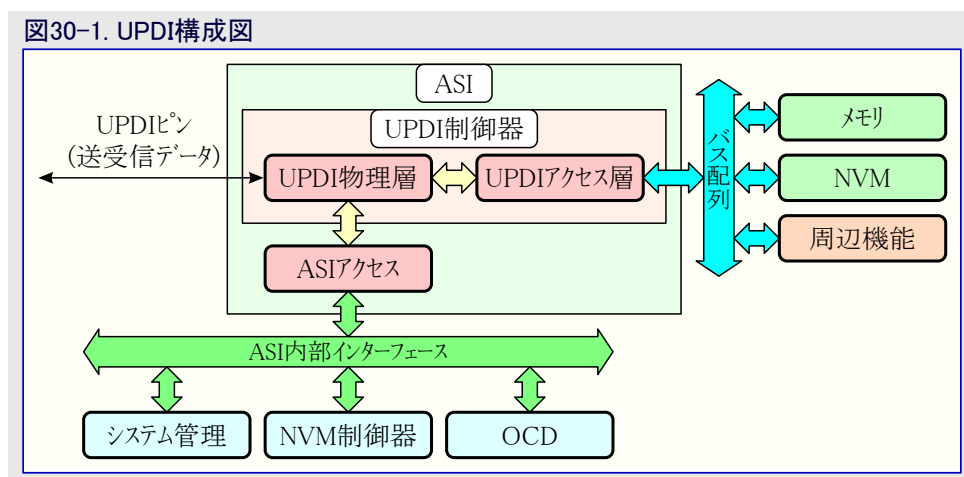 図30-1. UPDI構成図
ASI
UPDI制御器
UPDIﾋﾟﾝ
(送受信ﾃﾞｰﾀ)
UPDI物理層
UPDIｱｸｾｽ層
ASIｱｸｾｽ
バス配列
ﾒﾓﾘ
NVM
周辺機能
ASI内部ｲﾝﾀｰﾌｪｰｽ
ｼｽﾃﾑ管理
NVM制御器
OCD